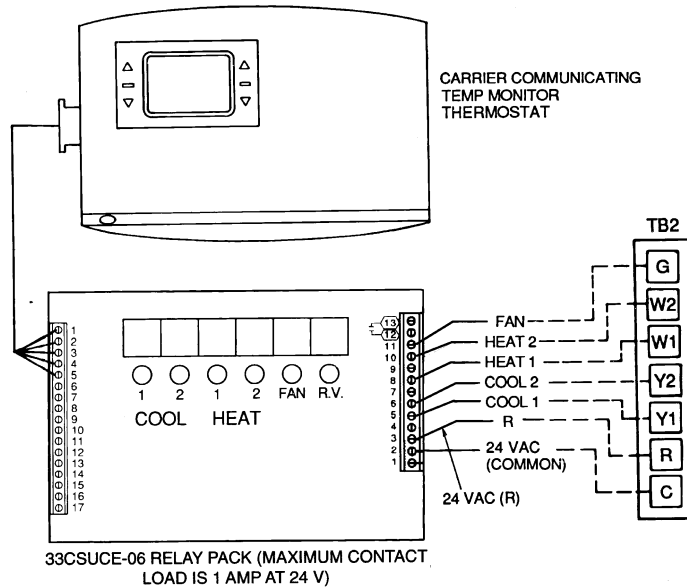 CARRIER COMMUNICATING
TEMP MONITOR
THERMOSTAT
TB2
G
W2
W1
Y2
Y1
R
C
FAN
HEAT 2
HEAT 1
COOL 2
COOL 1
R
24 VAC
(COMMON)
24 VAC (R)
1
2
3
4
5
6
7
8
9
10
11
12
13
14
15
16
17
1 2 1 2 FAN R.V.
COOL HEAT
13
12
11
10
9
8
7
6
5
4
3
2
1
33CSUCE-06 RELAY PACK (MAXIMUM CONTACT
LOAD IS 1 AMP AT 24 V)